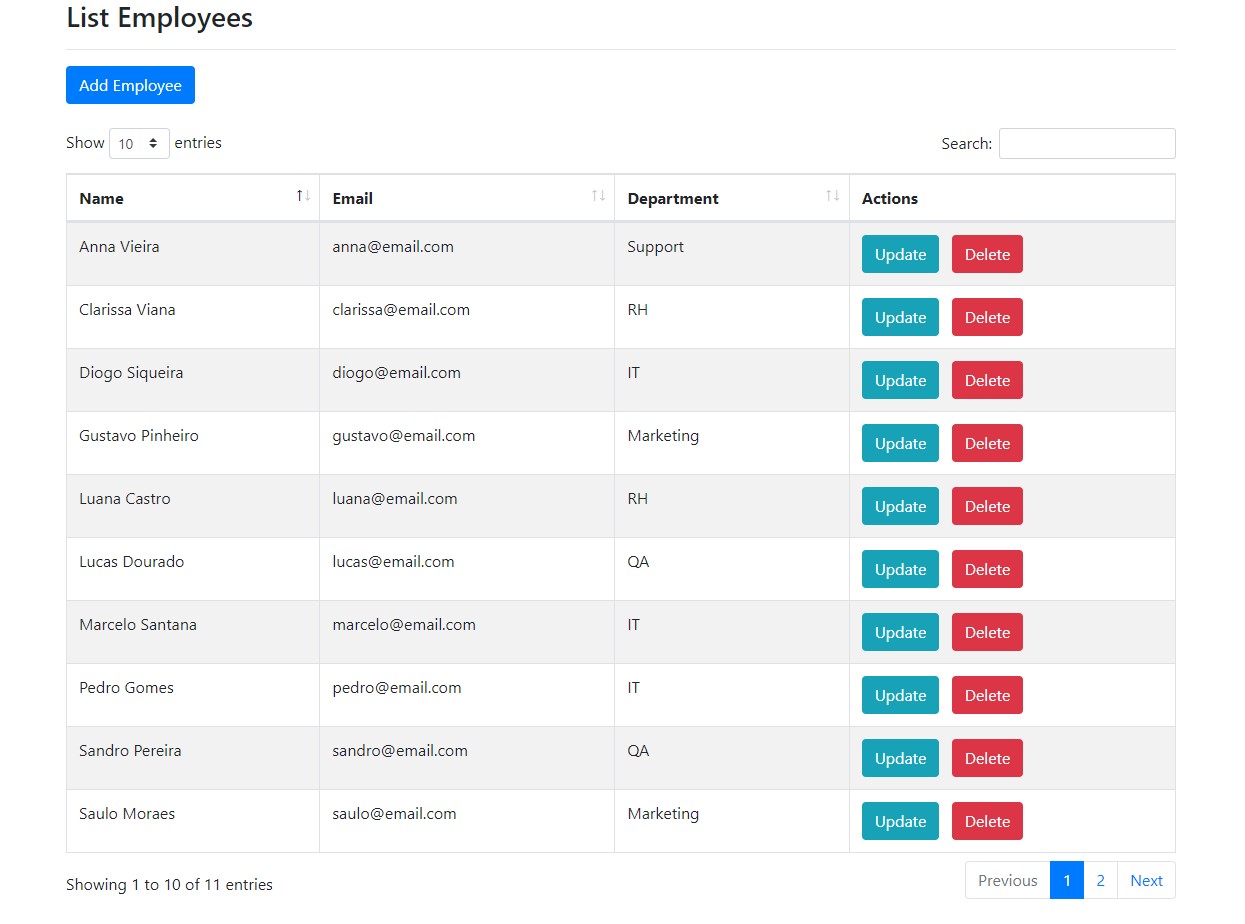 List Employees
Add Employee
Show 10 entries
Search:
Name Email Department Actions
Anna Vieira anna@email.com Support Update Delete
Clarissa Viana clarissa@email.com RH Update Delete
Diogo Siqueira diogo@email.com IT Update Delete
Gustavo Pinheiro gustavo@email.com Marketing Update Delete
Luana Castro luana@email.com RH Update Delete
Lucas Dourado lucas@email.com QA Update Delete
Marcelo Santana marcelo@email.com IT Update Delete
Pedro Gomes pedro@email.com IT Update Delete
Sandro Pereira sandro@email.com QA Update Delete
Saulo Moraes saulo@email.com Marketing Update Delete
Showing 1 to 10 of 11 entries
Previous 1 2 Next